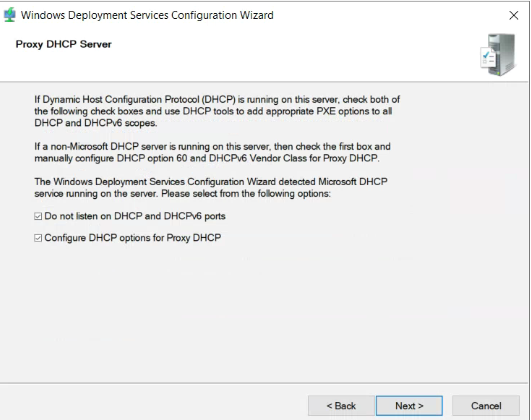 Windows Deployment Services Configuration Wizard
Proxy DHCP Server
If Dynamic Host Configuration Protocol (DHCP) is running on this server, check both of
the following check boxes and use DHCP tools to add appropriate PXE options to all
DHCP and DHCPv6 scopes.
If a non-Microsoft DHCP server is running on this server, then check the first box and
manually configure DHCP option 60 and DHCPv6 Vendor Class for Proxy DHCP.
The Windows Deployment Services Configuration Wizard detected Microsoft DHCP
service running on the server. Please select from the following options:
Do not listen on DHCP and DHCPv6 ports
Configure DHCP options for Proxy DHCP
< Back
Next >
Cancel